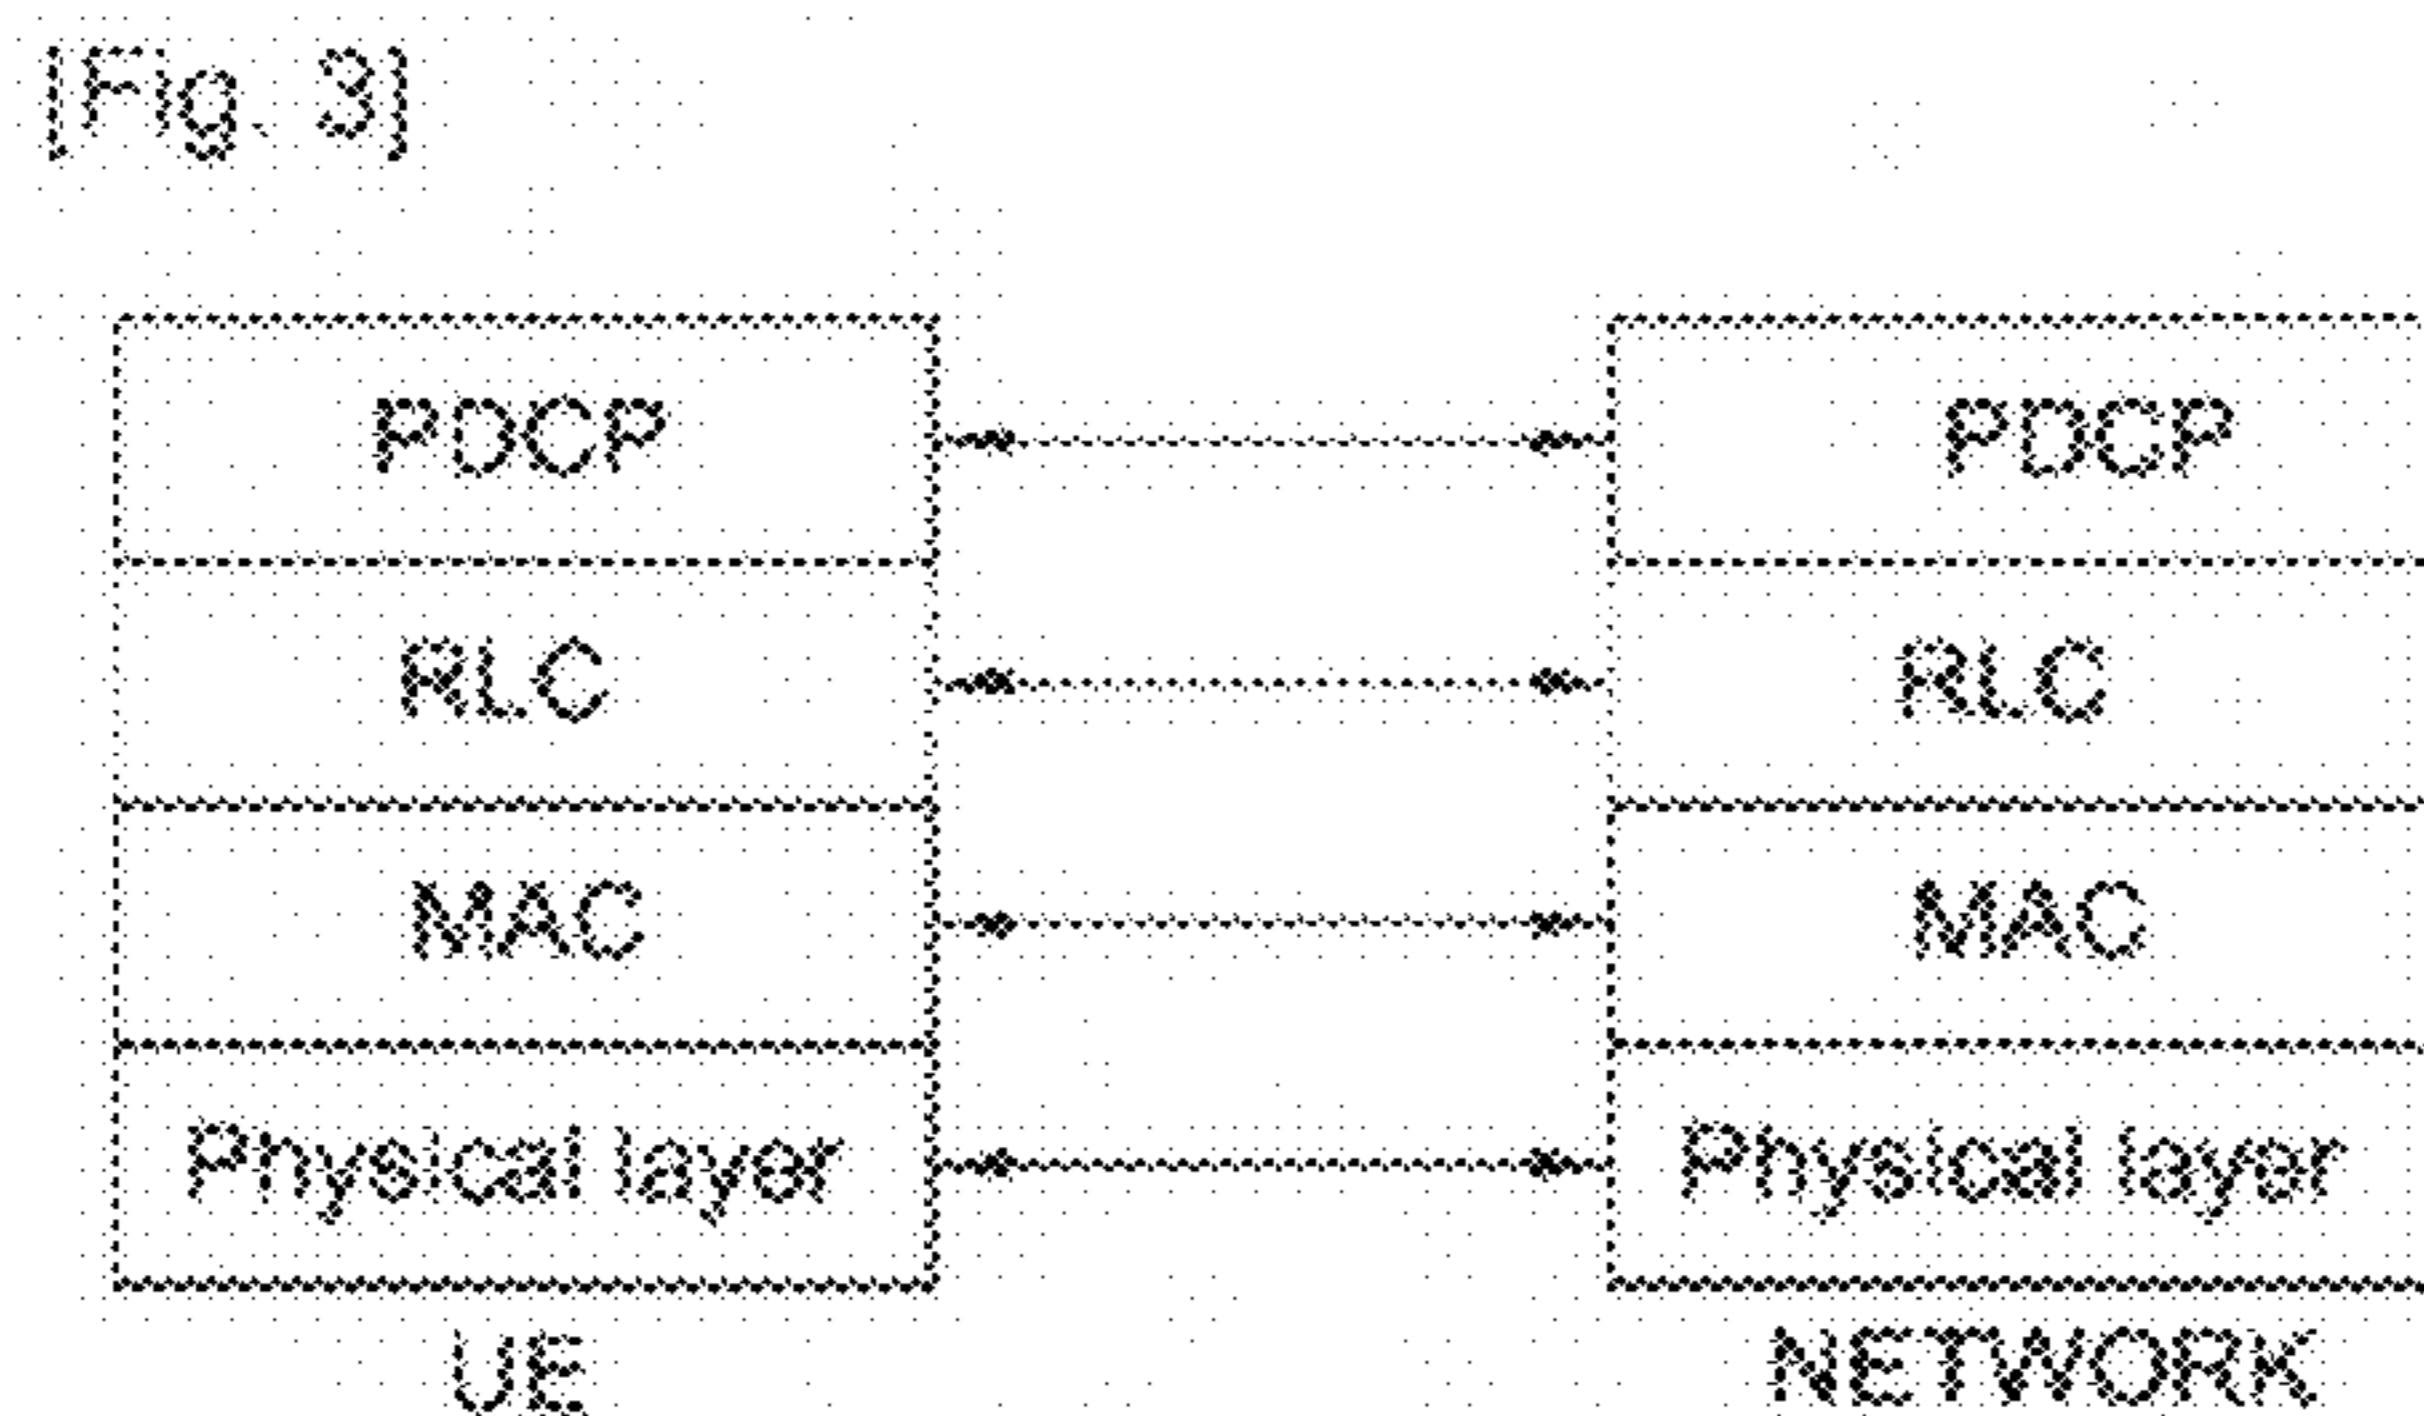 [Fig. 3]
PDCP PDCP
RLC RLC
MAC MAC
Physical layer Physical layer
UE NETWORK